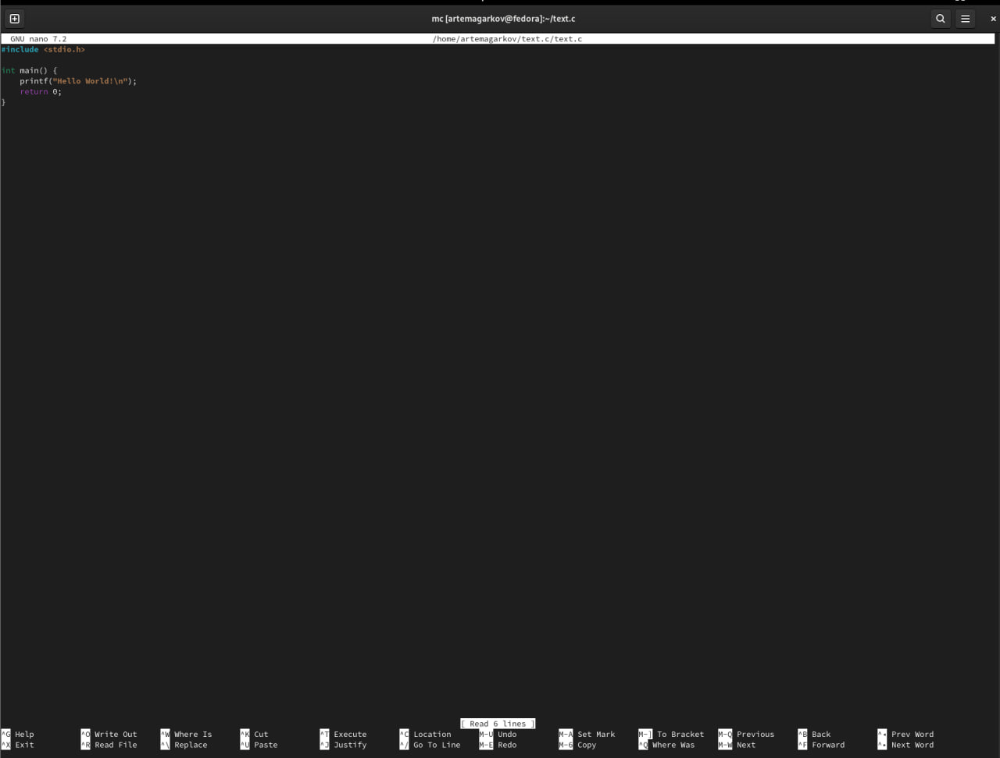 mc [artemagarkov@fedora]:~/text.c
GNU nano 7.2 /home/artemagarkov/text.c/text.c
#include <stdio.h>
int main() {
    printf("Hello World!\n");
    return 0;
}
[ Read 6 lines ]
^G Help ^O Write Out ^W Where Is ^K Cut ^T Execute ^C Location M-U Undo M-A Set Mark M-] To Bracket M-Q Previous ^B Back ^◂ Prev Word
^X Exit ^R Read File ^\ Replace ^U Paste ^J Justify ^/ Go To Line M-E Redo M-6 Copy ^Q Where Was M-W Next ^F Forward ^▸ Next Word